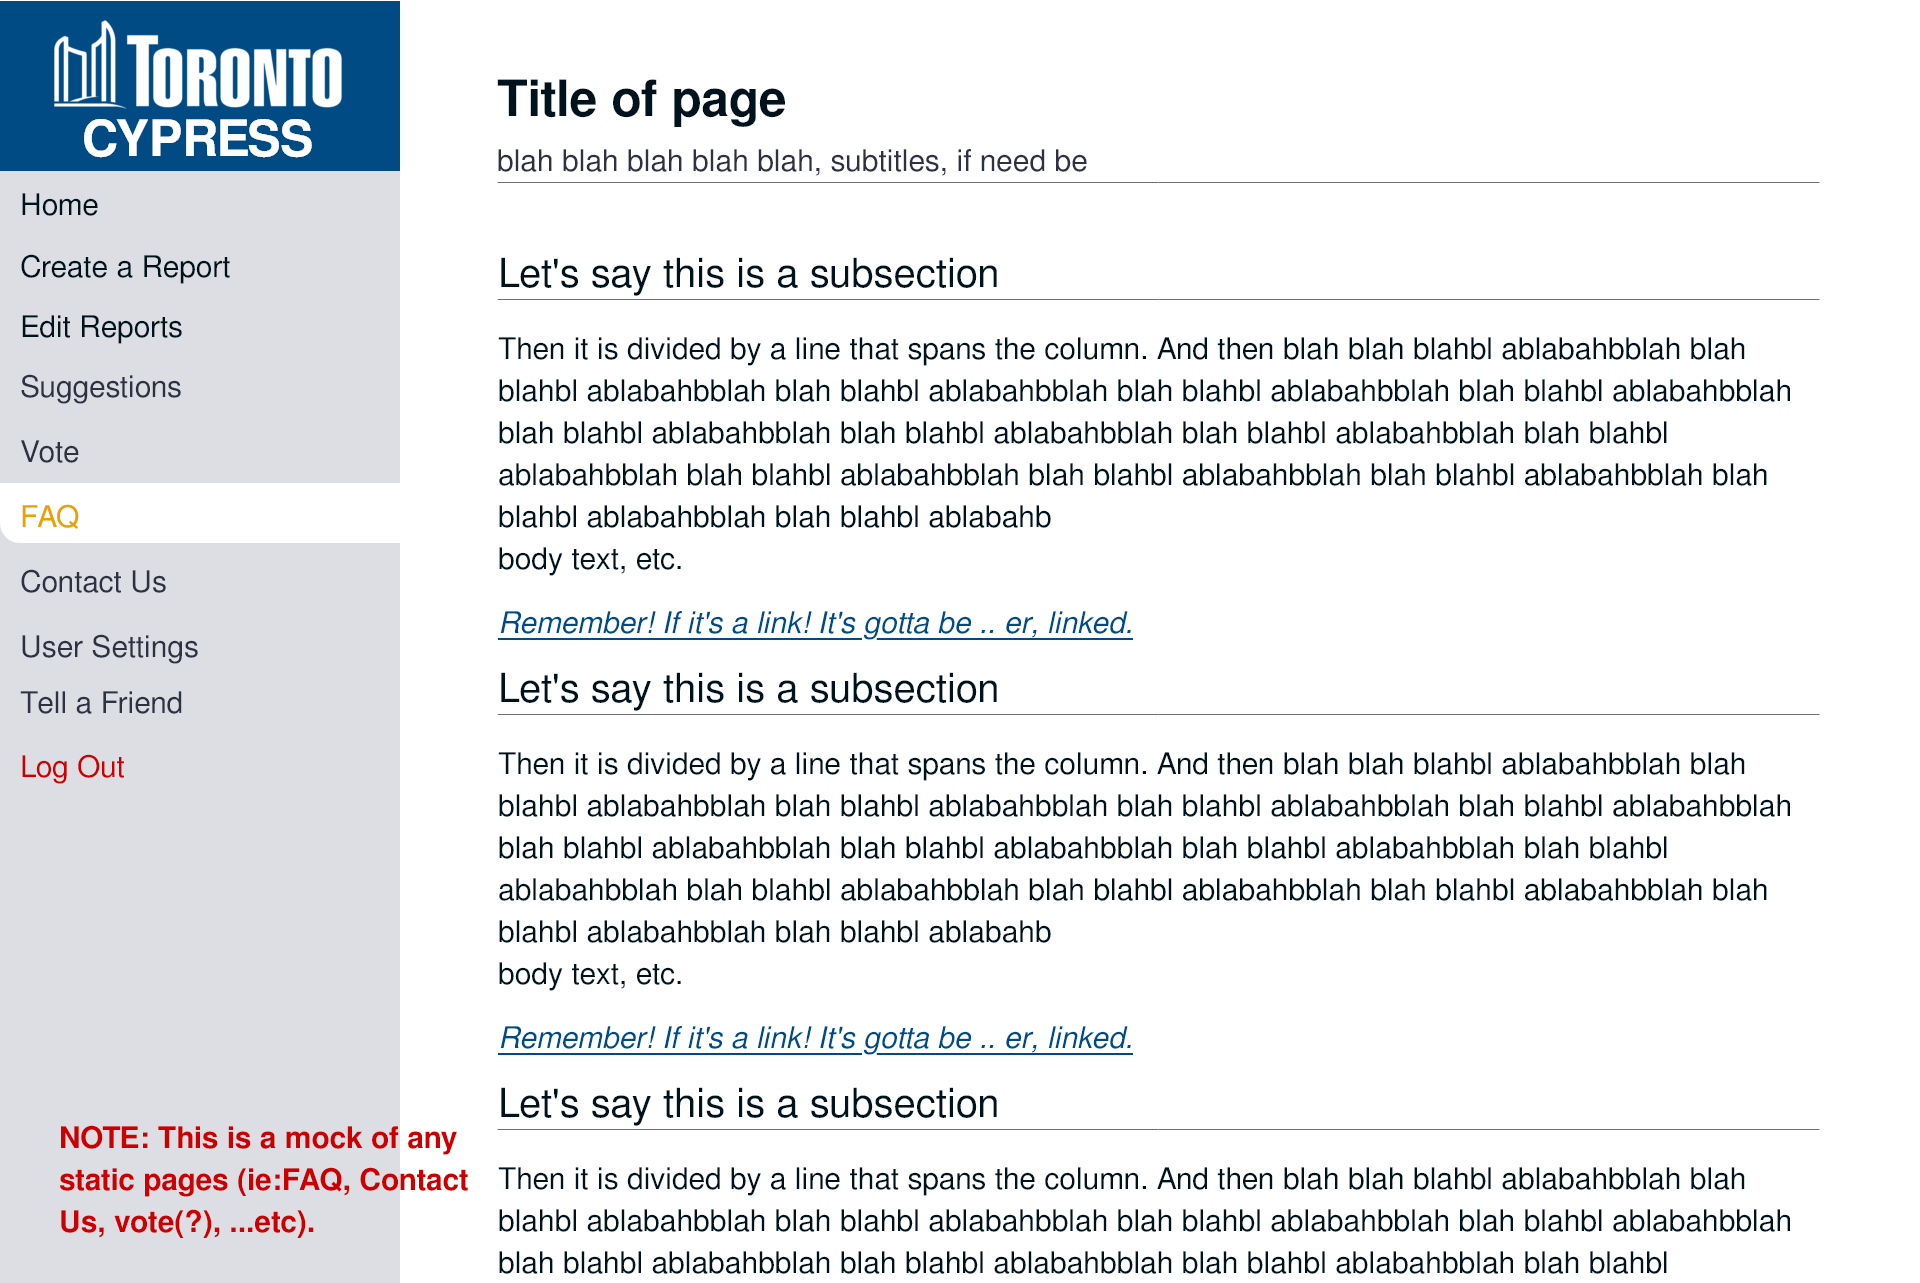 TORONTO
CYPRESS
Home
Create a Report
Edit Reports
Suggestions
Vote
FAQ
Contact Us
User Settings
Tell a Friend
Log Out
NOTE: This is a mock of any
static pages (ie:FAQ, Contact
Us, vote(?), ...etc).
Title of page
blah blah blah blah blah, subtitles, if need be
Let's say this is a subsection
Then it is divided by a line that spans the column. And then blah blah blahbl ablabahbblah blah
blahbl ablabahbblah blah blahbl ablabahbblah blah blahbl ablabahbblah blah blahbl ablabahbblah
blah blahbl ablabahbblah blah blahbl ablabahbblah blah blahbl ablabahbblah blah blahbl
ablabahbblah blah blahbl ablabahbblah blah blahbl ablabahbblah blah blahbl ablabahbblah blah
blahbl ablabahbblah blah blahbl ablabahb
body text, etc.
Remember! If it's a link! It's gotta be .. er, linked.
Let's say this is a subsection
Then it is divided by a line that spans the column. And then blah blah blahbl ablabahbblah blah
blahbl ablabahbblah blah blahbl ablabahbblah blah blahbl ablabahbblah blah blahbl ablabahbblah
blah blahbl ablabahbblah blah blahbl ablabahbblah blah blahbl ablabahbblah blah blahbl
ablabahbblah blah blahbl ablabahbblah blah blahbl ablabahbblah blah blahbl ablabahbblah blah
blahbl ablabahbblah blah blahbl ablabahb
body text, etc.
Remember! If it's a link! It's gotta be .. er, linked.
Let's say this is a subsection
Then it is divided by a line that spans the column. And then blah blah blahbl ablabahbblah blah
blahbl ablabahbblah blah blahbl ablabahbblah blah blahbl ablabahbblah blah blahbl ablabahbblah
blah blahbl ablabahbblah blah blahbl ablabahbblah blah blahbl ablabahbblah blah blahbl